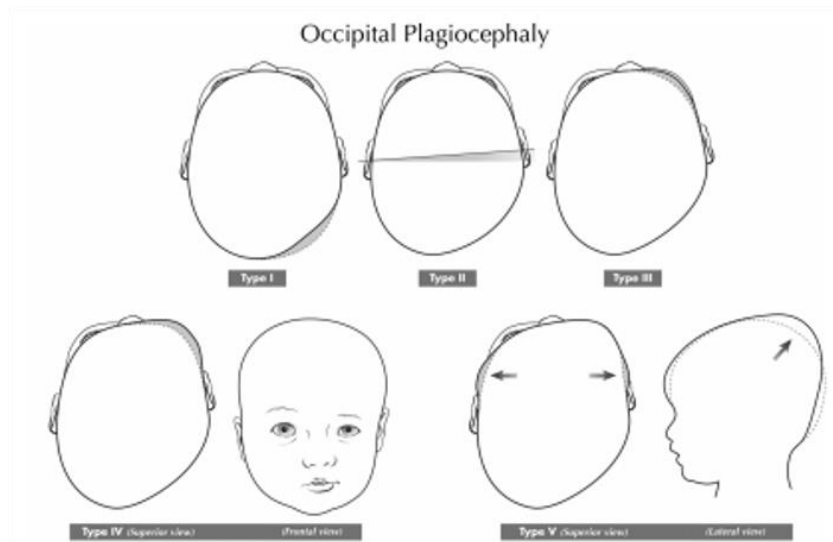 Occipital Plagiocephaly
Type I
Type II
Type III
Type IV (Superior view) (Frontal view)
Type V (Superior view) (Lateral view)